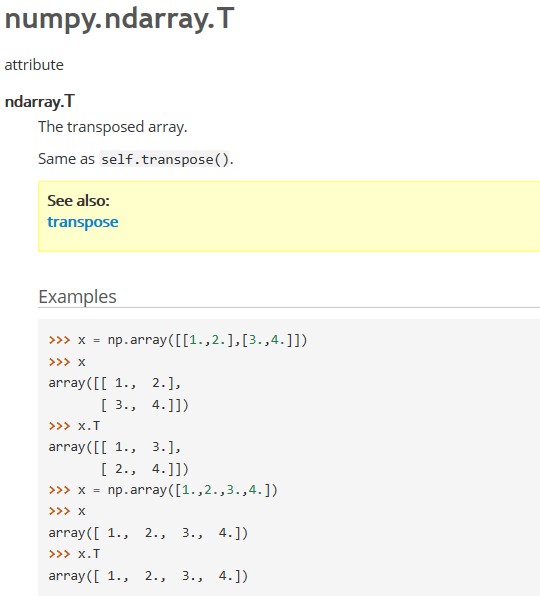 numpy.ndarray.T
attribute
ndarray.T
The transposed array.
Same as self.transpose().
See also:
transpose
Examples
>>> x = np.array([[1.,2.],[3.,4.]])
>>> x
array([[ 1.,  2.],
       [ 3.,  4.]])
>>> x.T
array([[ 1.,  3.],
       [ 2.,  4.]])
>>> x = np.array([1.,2.,3.,4.])
>>> x
array([ 1.,  2.,  3.,  4.])
>>> x.T
array([ 1.,  2.,  3.,  4.])